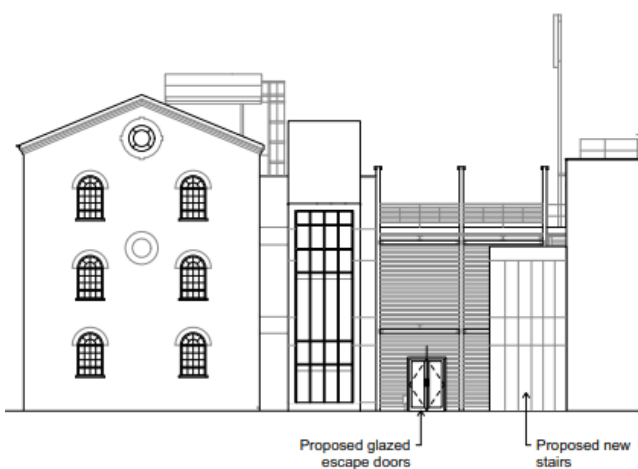 Proposed glazed
escape doors
Proposed new
stairs